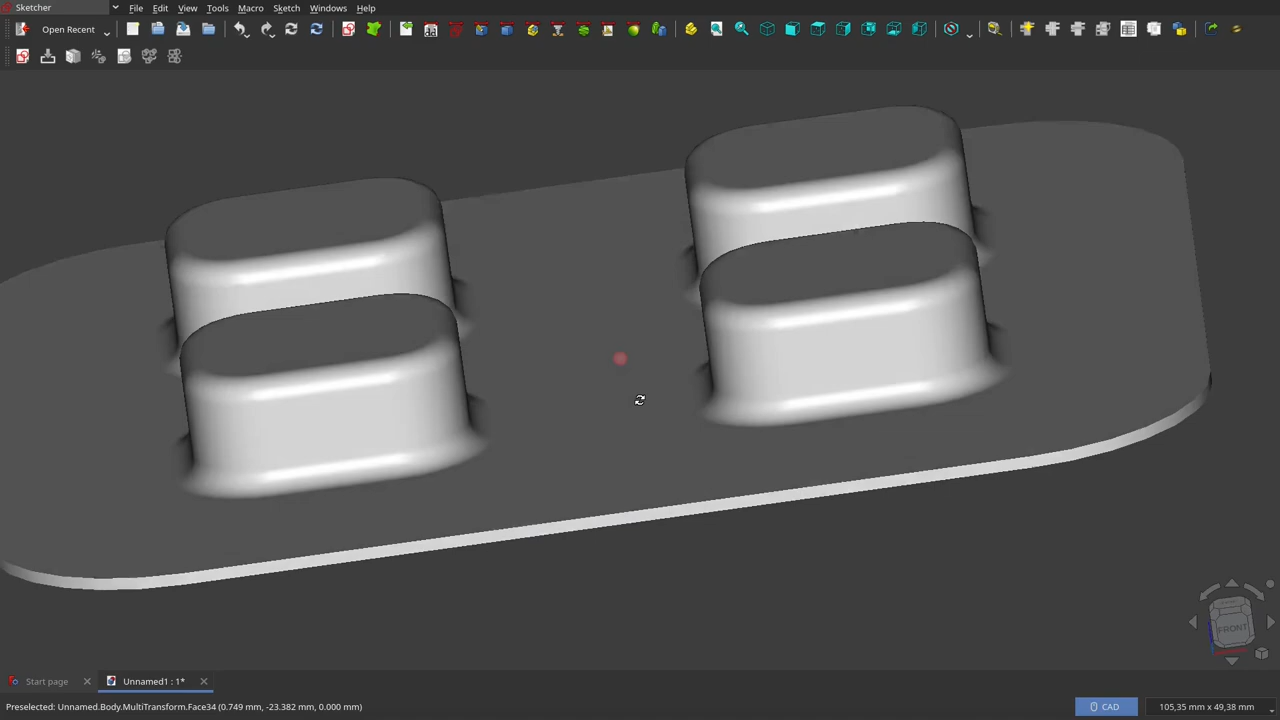 Sketcher
File Edit View Tools Macro Sketch Windows Help
Open Recent
FRONT
Start page
Unnamed1 : 1*
Preselected: Unnamed.Body.MultiTransform.Face34 (0.749 mm, -23.382 mm, 0.000 mm)
CAD
105,35 mm x 49,38 mm